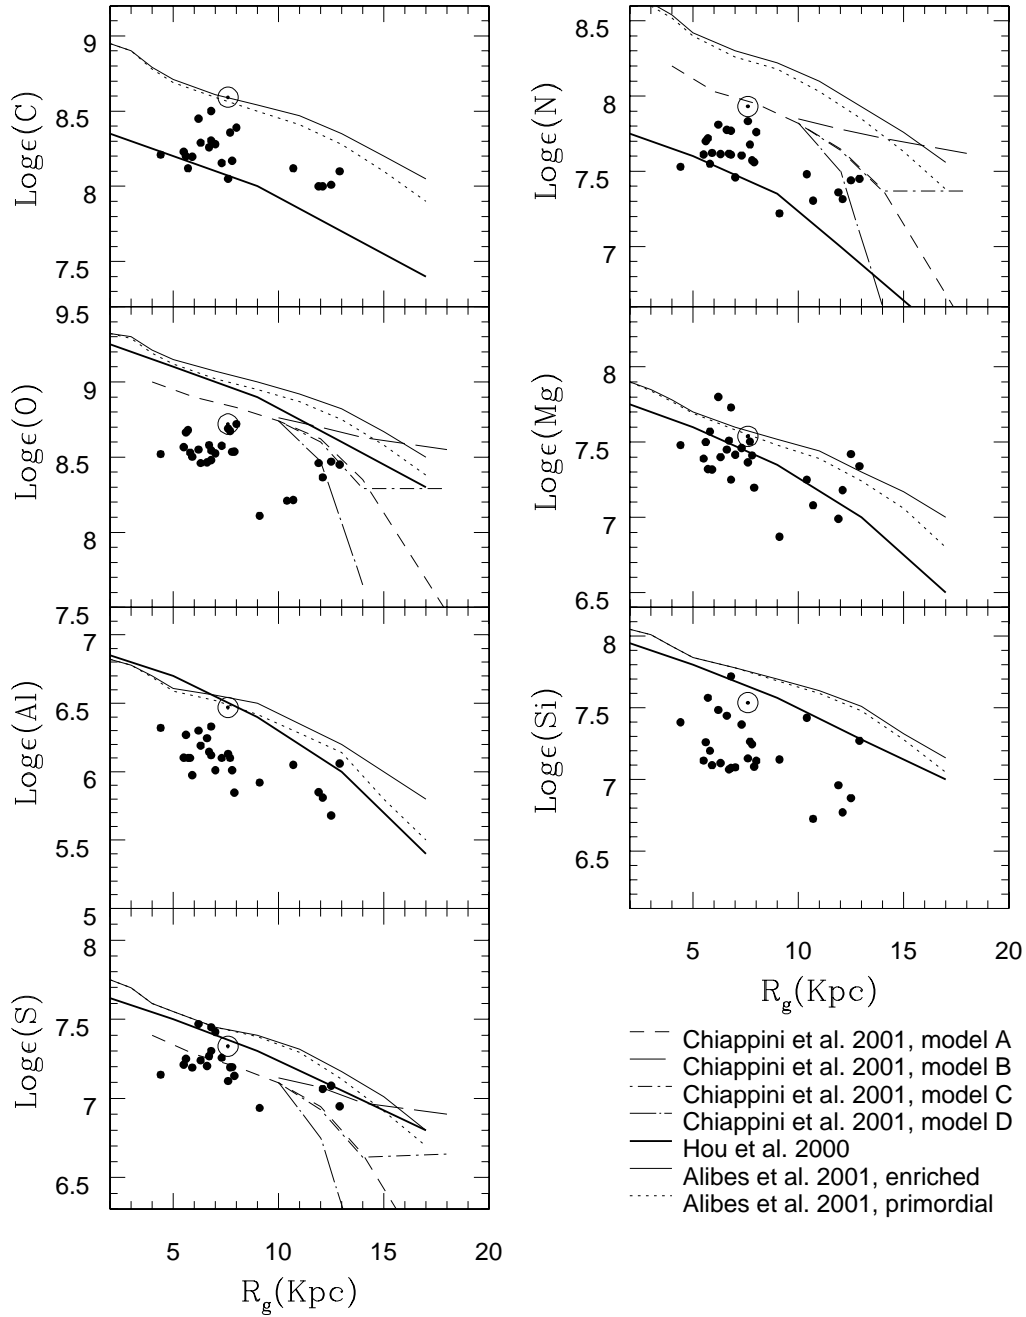 9
8.5
8
7.5
Logϵ(C)
8.5
8
7.5
7
Logϵ(N)
9.5
9
8.5
8
Logϵ(O)
8
7.5
7
6.5
Logϵ(Mg)
7.5
7
6.5
6
5.5
5
Logϵ(Al)
8
7.5
7
6.5
Logϵ(Si)
5 10 15 20
R_g(Kpc)
8
7.5
7
6.5
Logϵ(S)
5 10 15 20
R_g(Kpc)
Chiappini et al. 2001, model A
Chiappini et al. 2001, model B
Chiappini et al. 2001, model C
Chiappini et al. 2001, model D
Hou et al. 2000
Alibes et al. 2001, enriched
Alibes et al. 2001, primordial